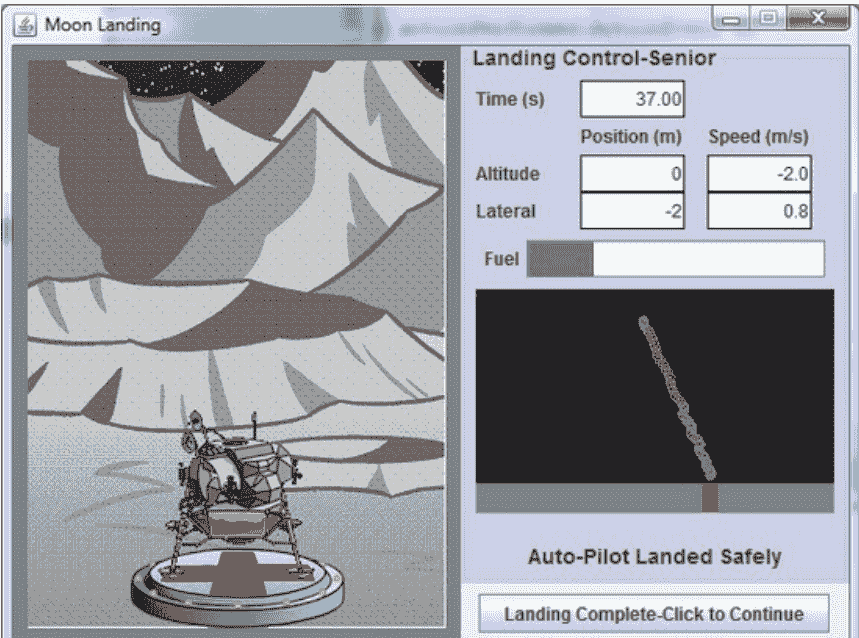 Moon Landing
Landing Control-Senior
Time (s) 37.00
Position (m) Speed (m/s)
Altitude 0 -2.0
Lateral -2 0.8
Fuel
Auto-Pilot Landed Safely
Landing Complete-Click to Continue